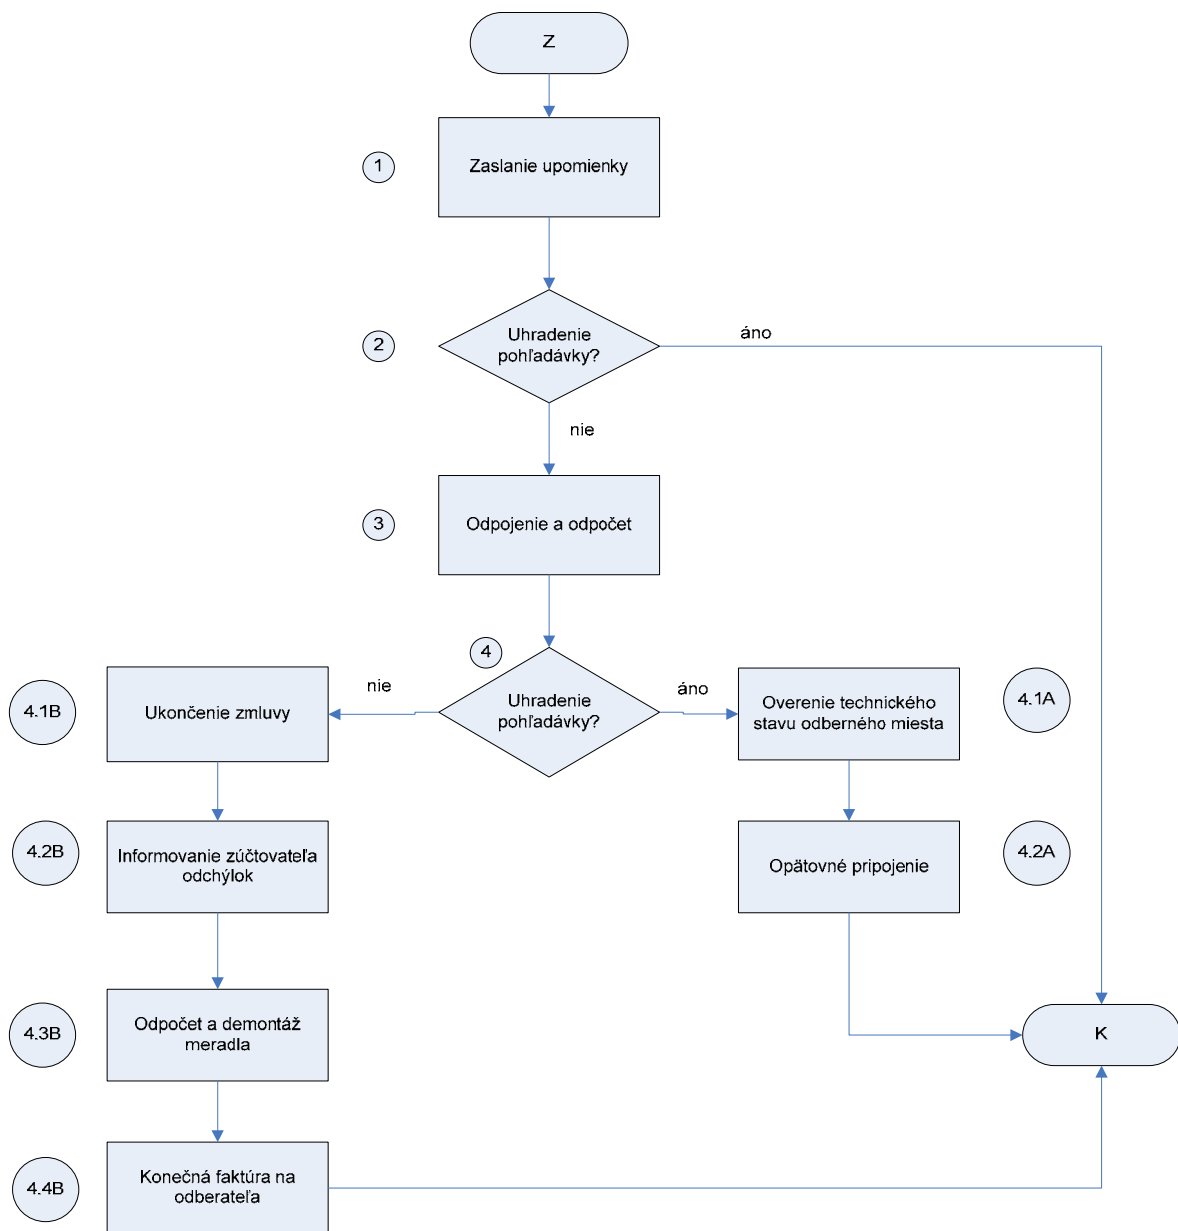 Z
1
Zaslanie upomienky
2
Uhradenie
pohľadávky?
áno
nie
3
Odpojenie a odpočet
4
Uhradenie
pohľadávky?
nie
áno
4.1B
Ukončenie zmluvy
Overenie technického
stavu odberného miesta
4.1A
4.2B
Informovanie zúčtovateľa
odchýlok
Opätovné pripojenie
4.2A
4.3B
Odpočet a demontáž
meradla
K
4.4B
Konečná faktúra na
odberateľa